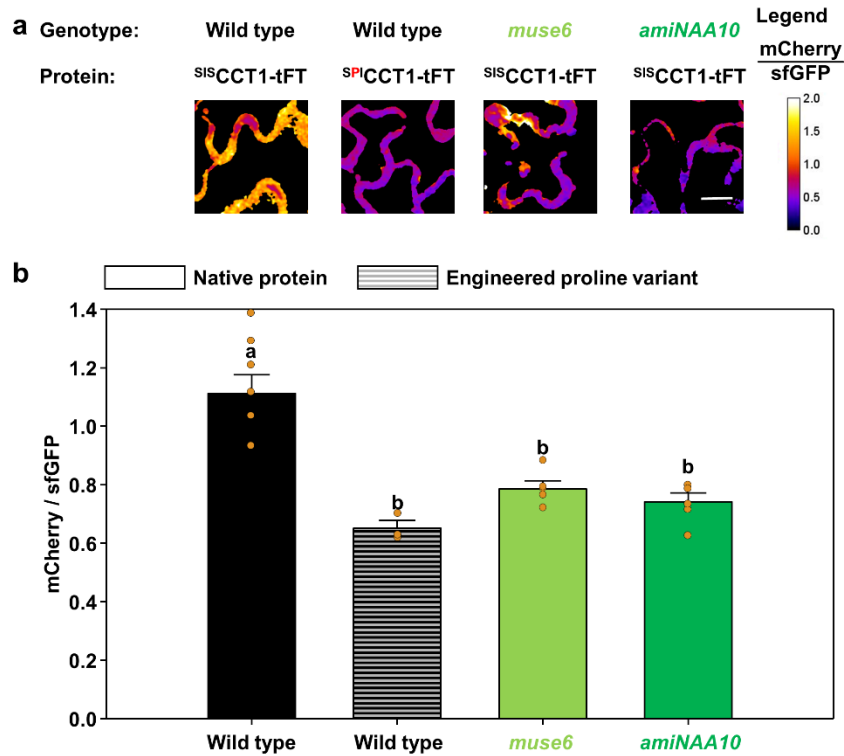 a Genotype: Wild type Wild type muse6 amiNAA10 Legend
mCherry
sfGFP
Protein: SISCCT1-tFT SPICCT1-tFT SISCCT1-tFT SISCCT1-tFT
2.0
1.5
1.0
0.5
0.0
b Native protein Engineered proline variant
mCherry / sfGFP
1.4
1.2
1.0
0.8
0.6
0.4
0.2
0.0
a
b
b
b
Wild type Wild type muse6 amiNAA10